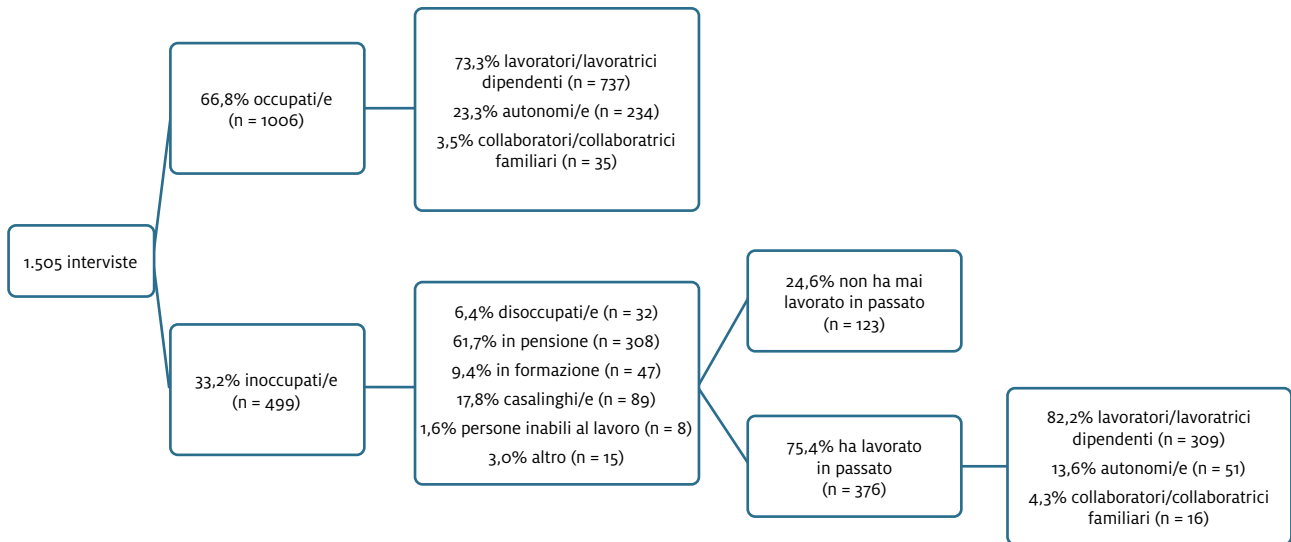 1.505 interviste
66,8% occupati/e
(n = 1006)
73,3% lavoratori/lavoratrici
dipendenti (n = 737)
23,3% autonomi/e (n = 234)
3,5% collaboratori/collaboratrici
familiari (n = 35)
33,2% inoccupati/e
(n = 499)
6,4% disoccupati/e (n = 32)
61,7% in pensione (n = 308)
9,4% in formazione (n = 47)
17,8% casalinghi/e (n = 89)
1,6% persone inabili al lavoro (n = 8)
3,0% altro (n = 15)
24,6% non ha mai
lavorato in passato
(n = 123)
75,4% ha lavorato
in passato
(n = 376)
82,2% lavoratori/lavoratrici
dipendenti (n = 309)
13,6% autonomi/e (n = 51)
4,3% collaboratori/collaboratrici
familiari (n = 16)